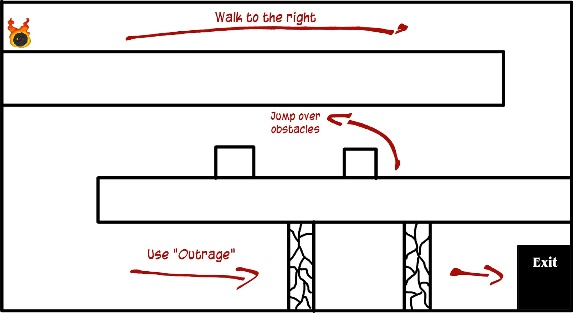 Walk to the right
Jump over
obstacles
Use "Outrage"
Exit